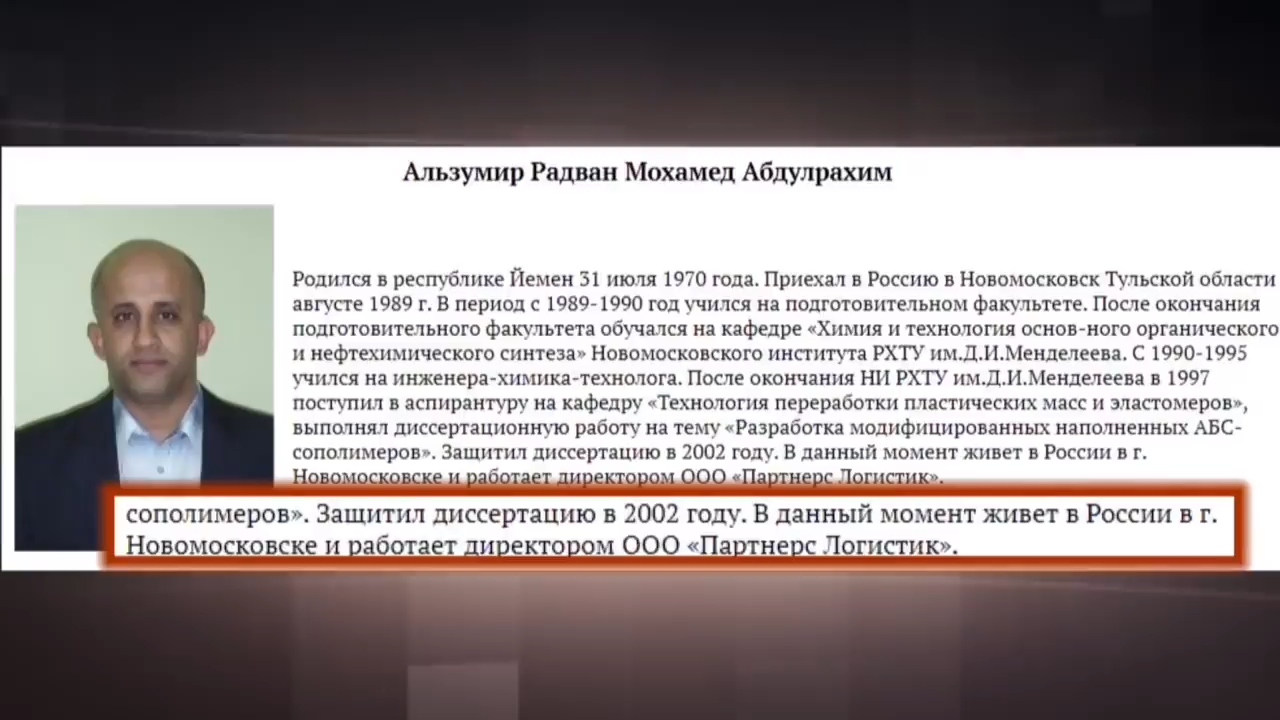 Альзумир Радван Мохамед Абдулрахим
Родился в республике Йемен 31 июля 1970 года. Приехал в Россию в Новомосковск Тульской области
августе 1989 г. В период с 1989-1990 год учился на подготовительном факультете. После окончания
подготовительного факультета обучался на кафедре «Химия и технология основ-ного органического
и нефтехимического синтеза» Новомосковского института РХТУ им.Д.И.Менделеева. С 1990-1995
учился на инженера-химика-технолога. После окончания НИ РХТУ им.Д.И.Менделеева в 1997
поступил в аспирантуру на кафедру «Технология переработки пластических масс и эластомеров»,
выполнял диссертационную работу на тему «Разработка модифицированных наполненных АБС-
сополимеров». Защитил диссертацию в 2002 году. В данный момент живет в России в г.
Новомосковске и работает директором ООО «Партнерс Логистик».
сополимеров». Защитил диссертацию в 2002 году. В данный момент живет в России в г.
Новомосковске и работает директором ООО «Партнерс Логистик».